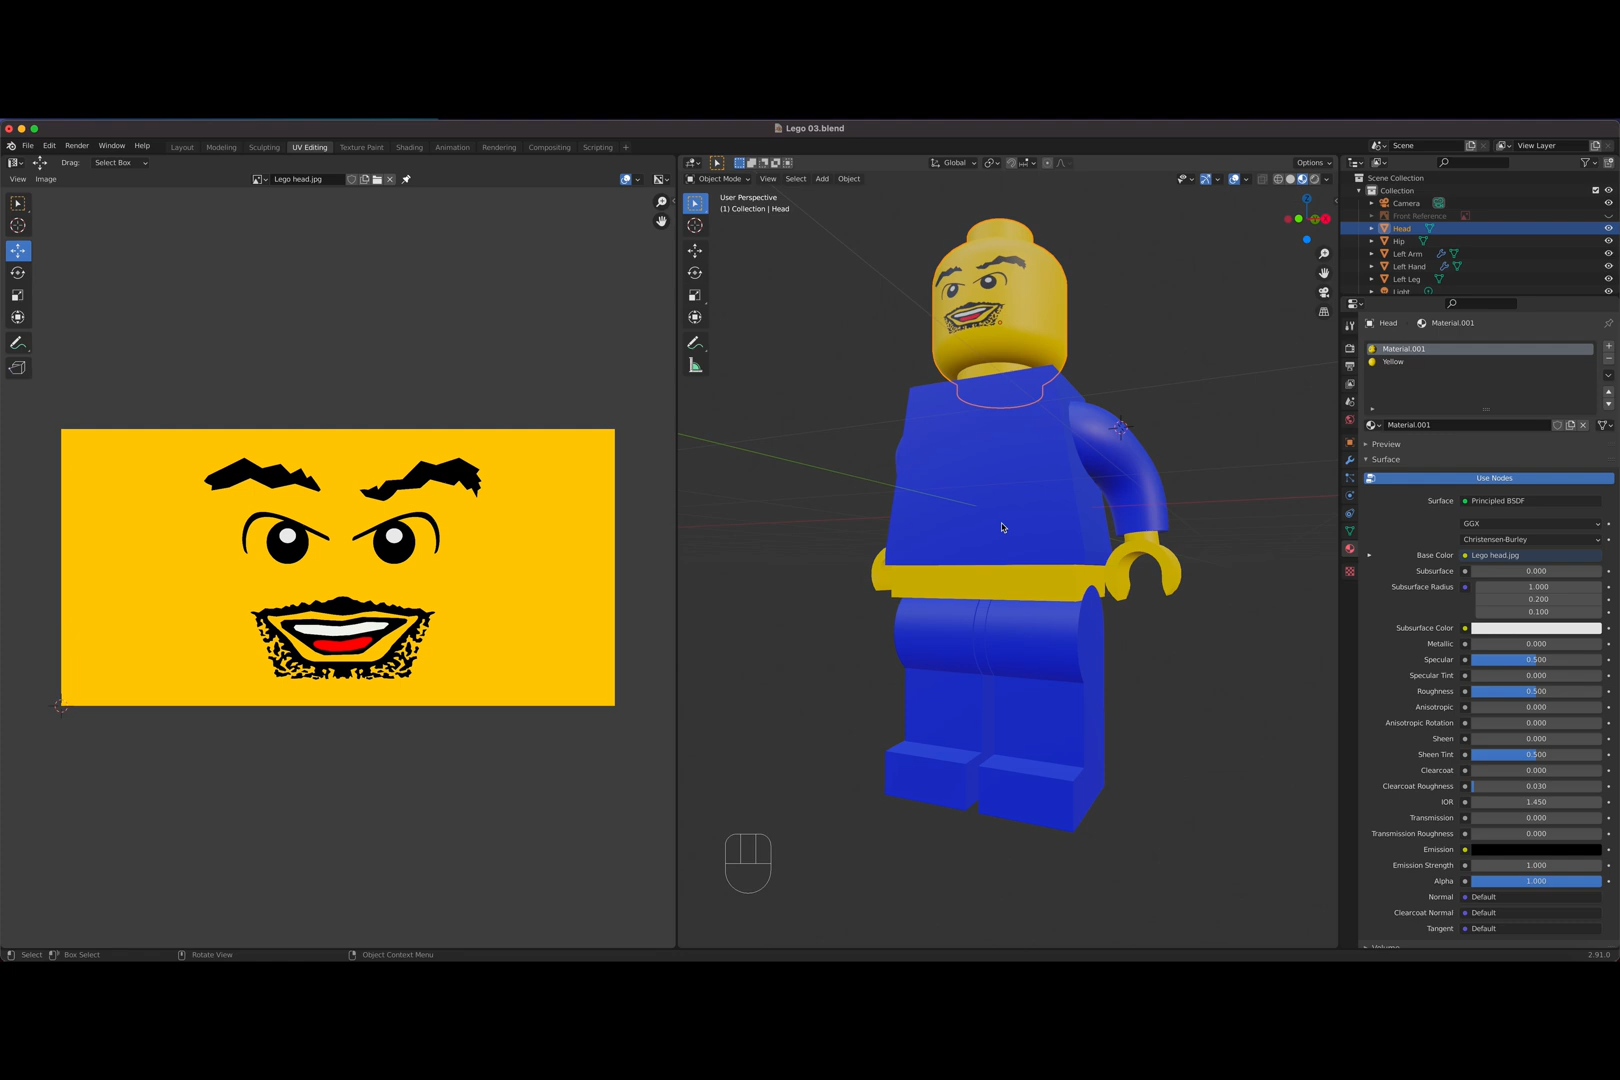 Lego 03.blend
File Edit Render Window Help Layout Modeling Sculpting UV Editing Texture Paint Shading Animation Rendering Compositing Scripting + Scene View Layer
Drag: Select Box Global Options
View Image Lego head.jpg Object Mode View Select Add Object
Scene Collection
Collection
Camera
Front Reference
Head
Hip
Left Arm
Left Hand
Left Leg
Light
User Perspective
(1) Collection | Head
Head Material.001
Material.001
Yellow
Material.001
Preview
Surface
Use Nodes
Surface Principled BSDF
GGX
Christensen-Burley
Base Color Lego head.jpg
Subsurface 0.000
Subsurface Radius 1.000
0.200
0.100
Subsurface Color
Metallic 0.000
Specular 0.500
Specular Tint 0.000
Roughness 0.500
Anisotropic 0.000
Anisotropic Rotation 0.000
Sheen 0.000
Sheen Tint 0.500
Clearcoat 0.000
Clearcoat Roughness 0.030
IOR 1.450
Transmission 0.000
Transmission Roughness 0.000
Emission
Emission Strength 1.000
Alpha 1.000
Normal Default
Clearcoat Normal Default
Tangent Default
Volume
Select Box Select Rotate View Object Context Menu 2.91.0